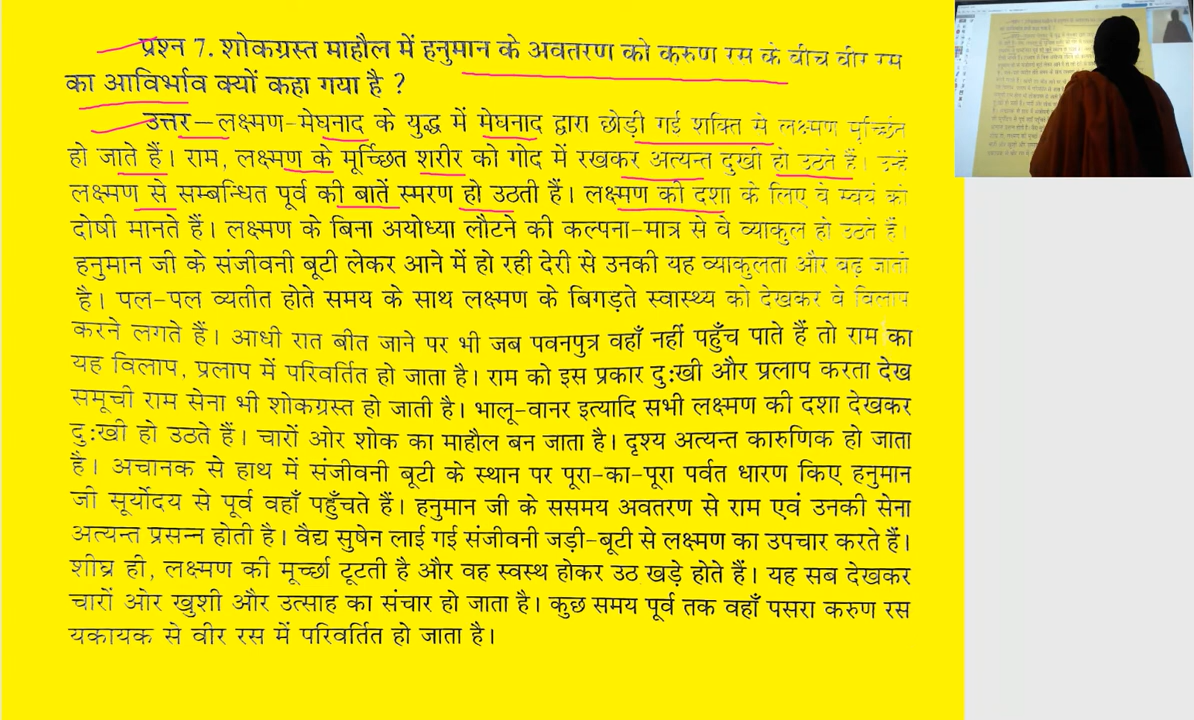 प्रश्न 7. शोकग्रस्त माहौल में हनुमान के अवतरण को करुण रस के बीच वीर रस
का आविर्भाव क्यों कहा गया है ?
उत्तर—लक्ष्मण-मेघनाद के युद्ध में मेघनाद द्वारा छोड़ी गई शक्ति से लक्ष्मण मूर्च्छित
हो जाते हैं। राम, लक्ष्मण के मूर्च्छित शरीर को गोद में रखकर अत्यन्त दुखी हो उठते हैं। उन्हें
लक्ष्मण से सम्बन्धित पूर्व की बातें स्मरण हो उठती हैं। लक्ष्मण की दशा के लिए वे स्वयं को
दोषी मानते हैं। लक्ष्मण के बिना अयोध्या लौटने की कल्पना-मात्र से वे व्याकुल हो उठते हैं।
हनुमान जी के संजीवनी बूटी लेकर आने में हो रही देरी से उनकी यह व्याकुलता और बढ़ जाती
है। पल-पल व्यतीत होते समय के साथ लक्ष्मण के बिगड़ते स्वास्थ्य को देखकर वे विलाप
करने लगते हैं। आधी रात बीत जाने पर भी जब पवनपुत्र वहाँ नहीं पहुँच पाते हैं तो राम का
यह विलाप, प्रलाप में परिवर्तित हो जाता है। राम को इस प्रकार दुःखी और प्रलाप करता देख
समूची राम सेना भी शोकग्रस्त हो जाती है। भालू-वानर इत्यादि सभी लक्ष्मण की दशा देखकर
दुःखी हो उठते हैं। चारों ओर शोक का माहौल बन जाता है। दृश्य अत्यन्त कारुणिक हो जाता
है। अचानक से हाथ में संजीवनी बूटी के स्थान पर पूरा-का-पूरा पर्वत धारण किए हनुमान
जी सूर्योदय से पूर्व वहाँ पहुँचते हैं। हनुमान जी के ससमय अवतरण से राम एवं उनकी सेना
अत्यन्त प्रसन्न होती है। वैद्य सुषेन लाई गई संजीवनी जड़ी-बूटी से लक्ष्मण का उपचार करते हैं।
शीघ्र ही, लक्ष्मण की मूर्च्छा टूटती है और वह स्वस्थ होकर उठ खड़े होते हैं। यह सब देखकर
चारों ओर खुशी और उत्साह का संचार हो जाता है। कुछ समय पूर्व तक वहाँ पसरा करुण रस
यकायक से वीर रस में परिवर्तित हो जाता है।